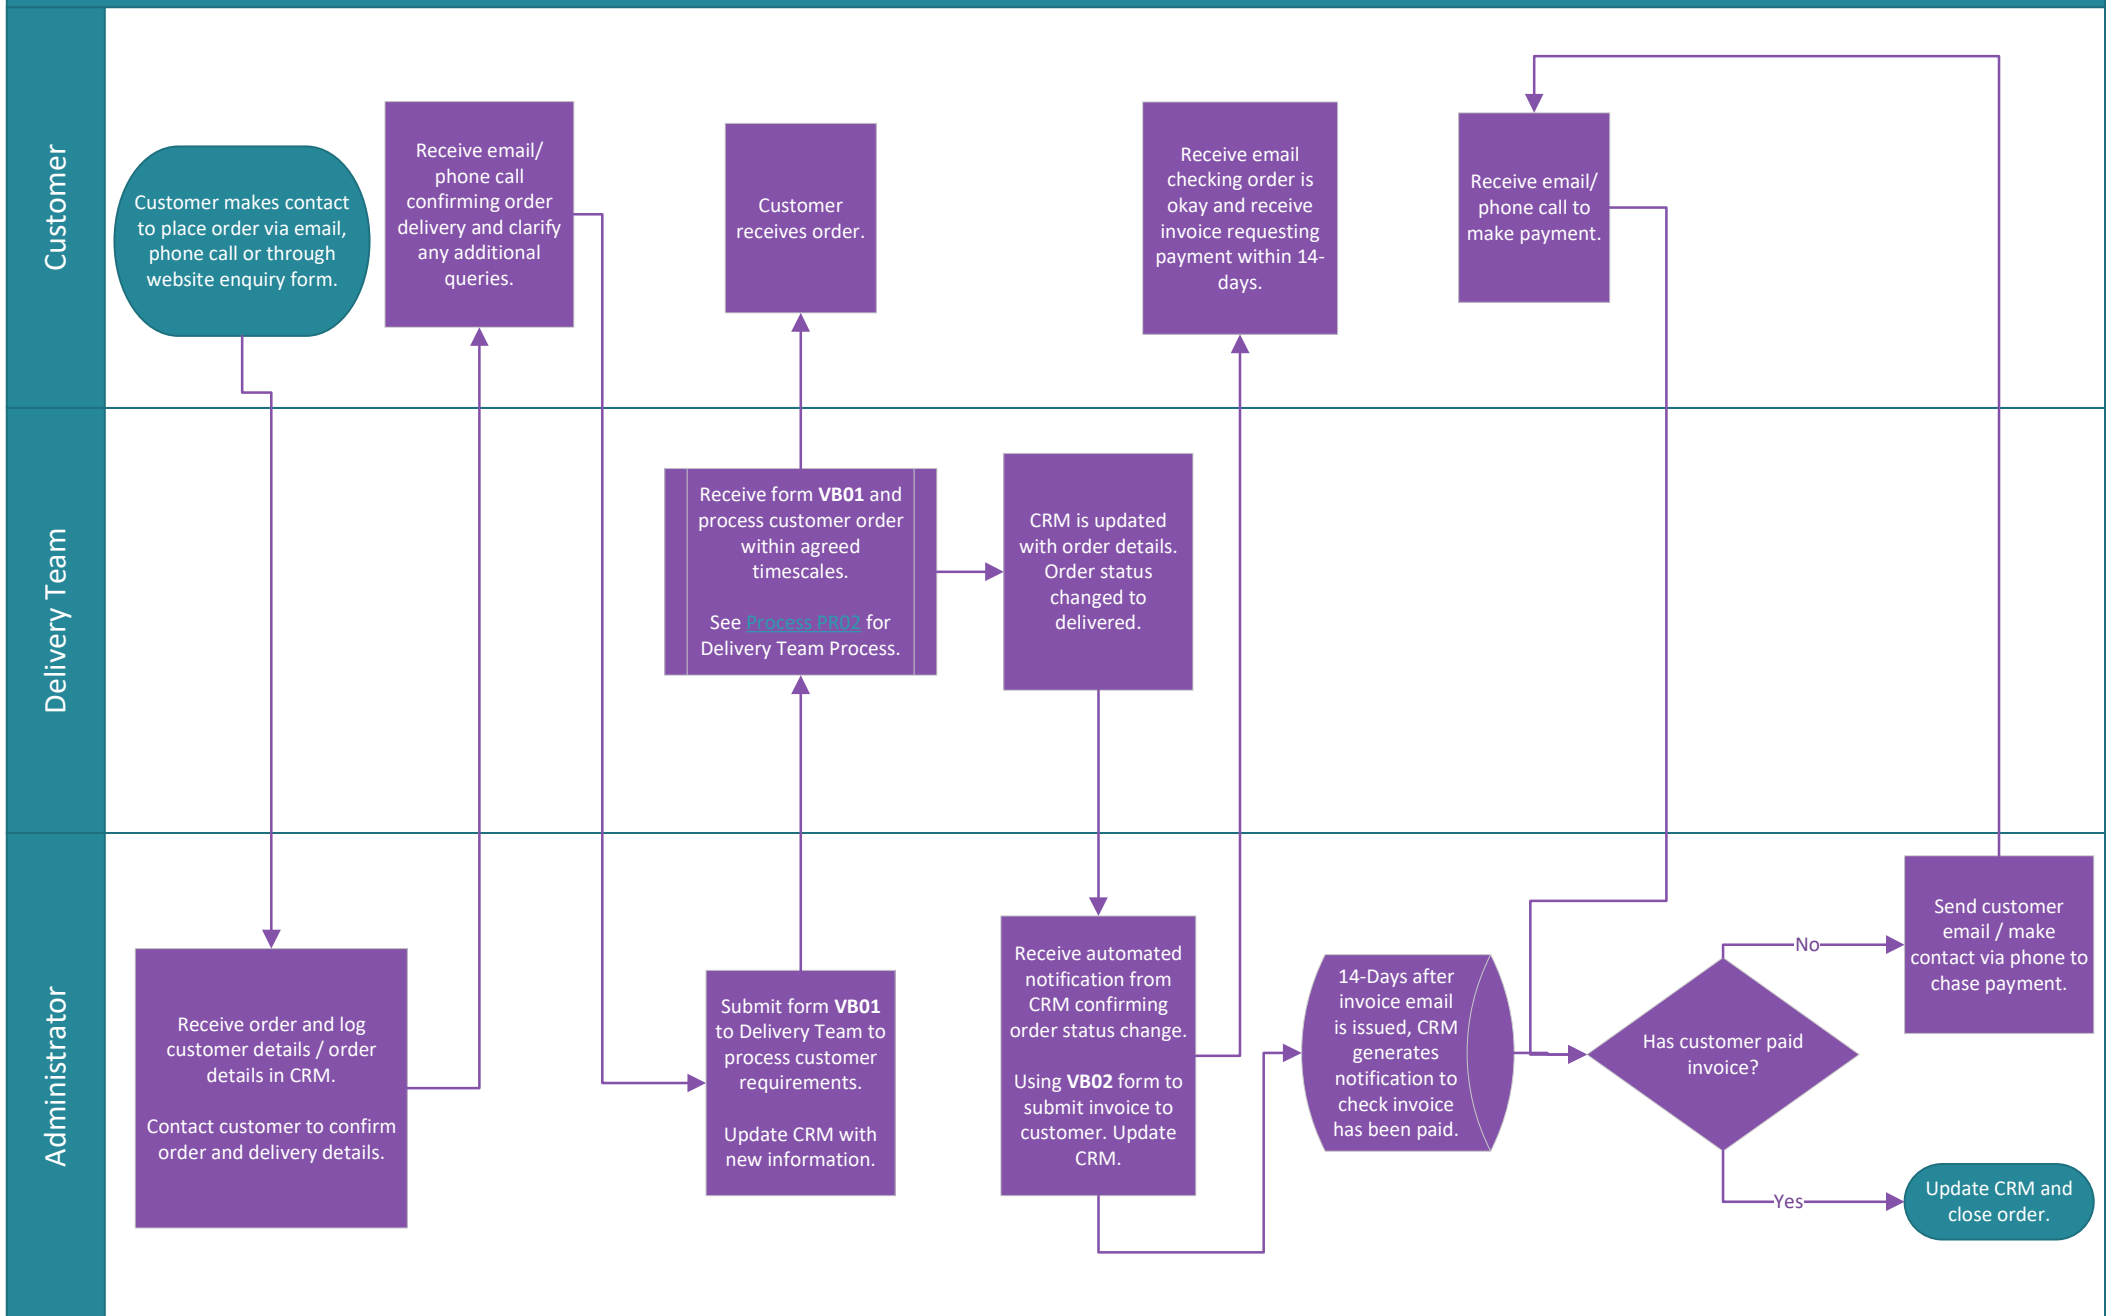 Customer
Customer makes contact
to place order via email,
phone call or through
website enquiry form.
Receive email/
phone call
confirming order
delivery and clarify
any additional
queries.
Customer
receives order.
Receive email
checking order is
okay and receive
invoice requesting
payment within 14-
days.
Receive email/
phone call to
make payment.
Delivery Team
Receive form VB01 and
process customer order
within agreed
timescales.
See Process PR02 for
Delivery Team Process.
CRM is updated
with order details.
Order status
changed to
delivered.
Administrator
Receive order and log
customer details / order
details in CRM.
Contact customer to confirm
order and delivery details.
Submit form VB01
to Delivery Team to
process customer
requirements.
Update CRM with
new information.
Receive automated
notification from
CRM confirming
order status change.
Using VB02 form to
submit invoice to
customer. Update
CRM.
14-Days after
invoice email
is issued, CRM
generates
notification to
check invoice
has been paid.
Has customer paid
invoice?
No
Send customer
email / make
contact via phone to
chase payment.
Yes
Update CRM and
close order.